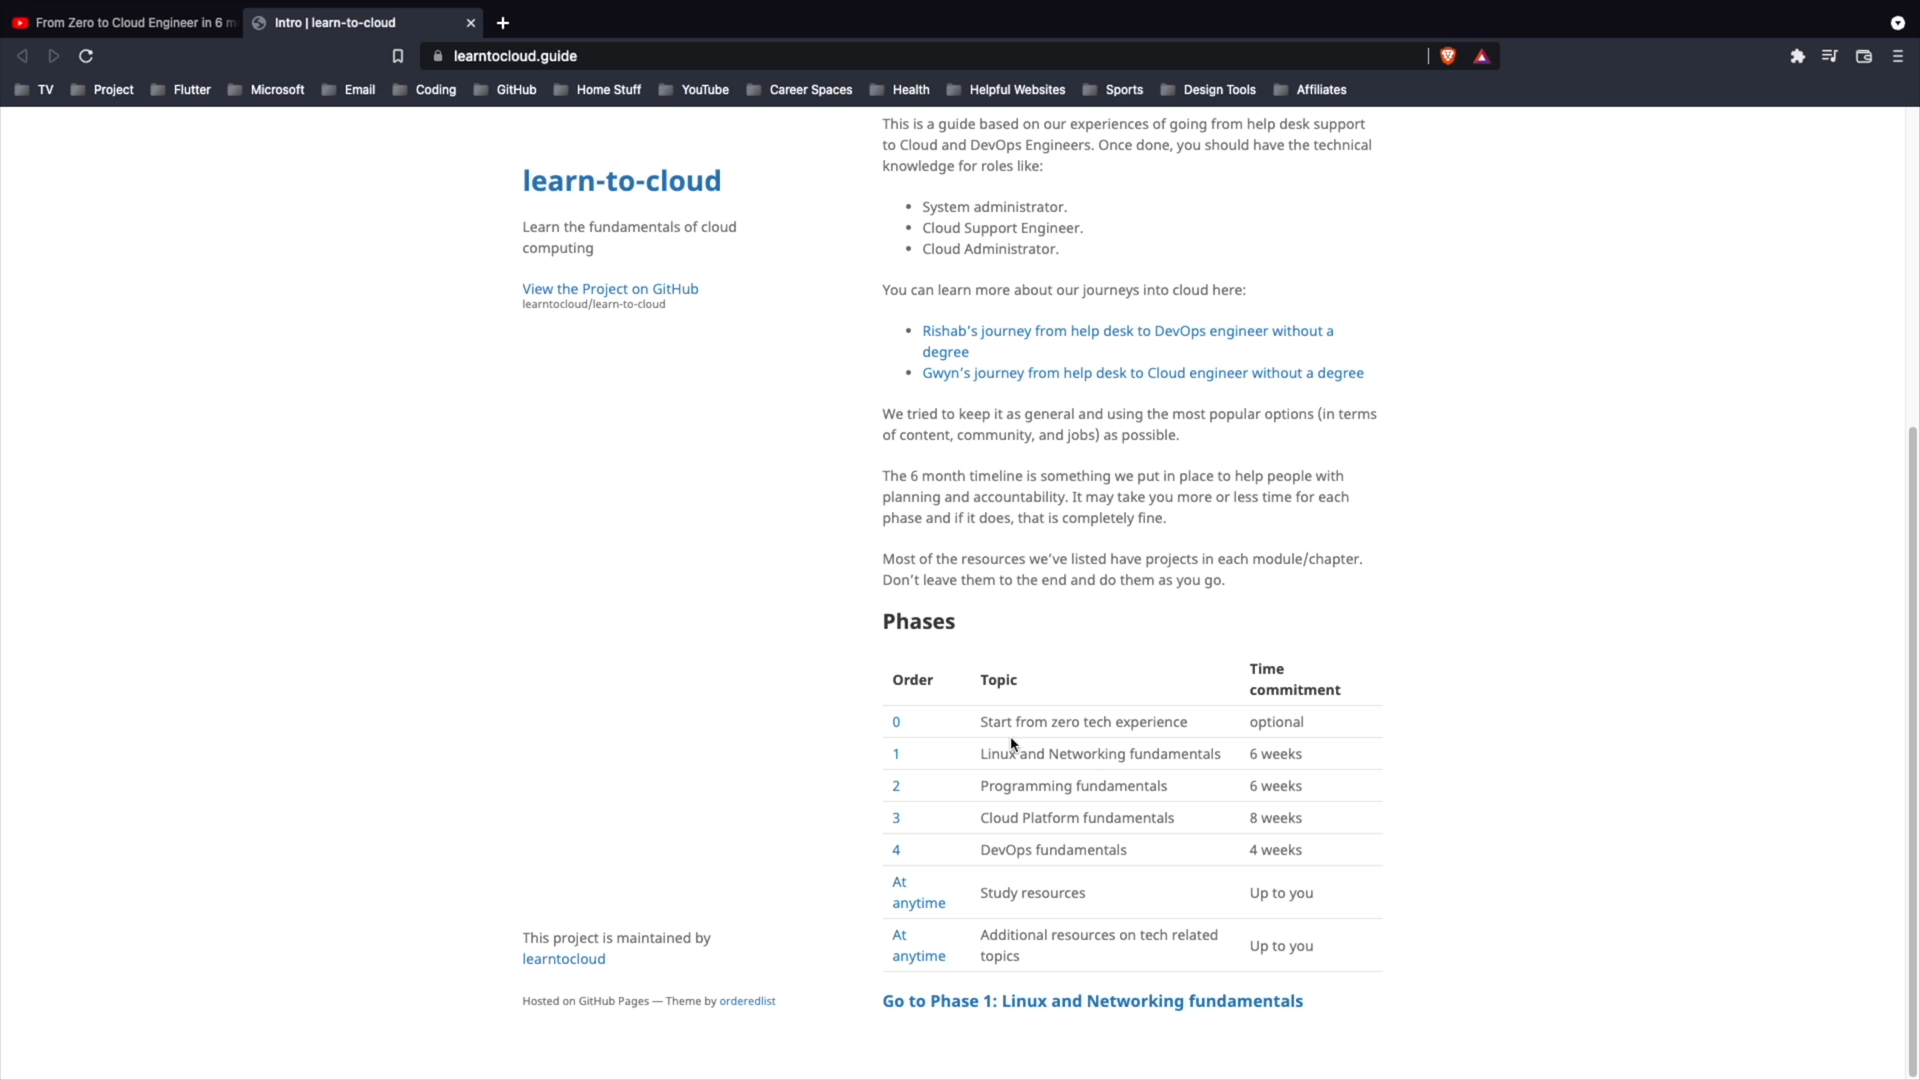 From Zero to Cloud Engineer in 6 m
Intro | learn-to-cloud
learntocloud.guide
TV Project Flutter Microsoft Email Coding GitHub Home Stuff YouTube Career Spaces Health Helpful Websites Sports Design Tools Affiliates
learn-to-cloud
Learn the fundamentals of cloud
computing
View the Project on GitHub
learntocloud/learn-to-cloud
This project is maintained by
learntocloud
Hosted on GitHub Pages — Theme by orderedlist
This is a guide based on our experiences of going from help desk support
to Cloud and DevOps Engineers. Once done, you should have the technical
knowledge for roles like:
• System administrator.
• Cloud Support Engineer.
• Cloud Administrator.
You can learn more about our journeys into cloud here:
• Rishab’s journey from help desk to DevOps engineer without a
degree
• Gwyn’s journey from help desk to Cloud engineer without a degree
We tried to keep it as general and using the most popular options (in terms
of content, community, and jobs) as possible.
The 6 month timeline is something we put in place to help people with
planning and accountability. It may take you more or less time for each
phase and if it does, that is completely fine.
Most of the resources we’ve listed have projects in each module/chapter.
Don’t leave them to the end and do them as you go.
Phases
Order Topic Time
commitment
0 Start from zero tech experience optional
1 Linux and Networking fundamentals 6 weeks
2 Programming fundamentals 6 weeks
3 Cloud Platform fundamentals 8 weeks
4 DevOps fundamentals 4 weeks
At
anytime Study resources Up to you
At
anytime Additional resources on tech related
topics Up to you
Go to Phase 1: Linux and Networking fundamentals